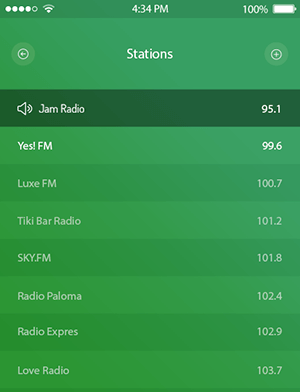 4:34 PM 100%
Stations
Jam Radio 95.1
Yes! FM 99.6
Luxe FM 100.7
Tiki Bar Radio 101.2
SKY.FM 101.8
Radio Paloma 102.4
Radio Expres 102.9
Love Radio 103.7